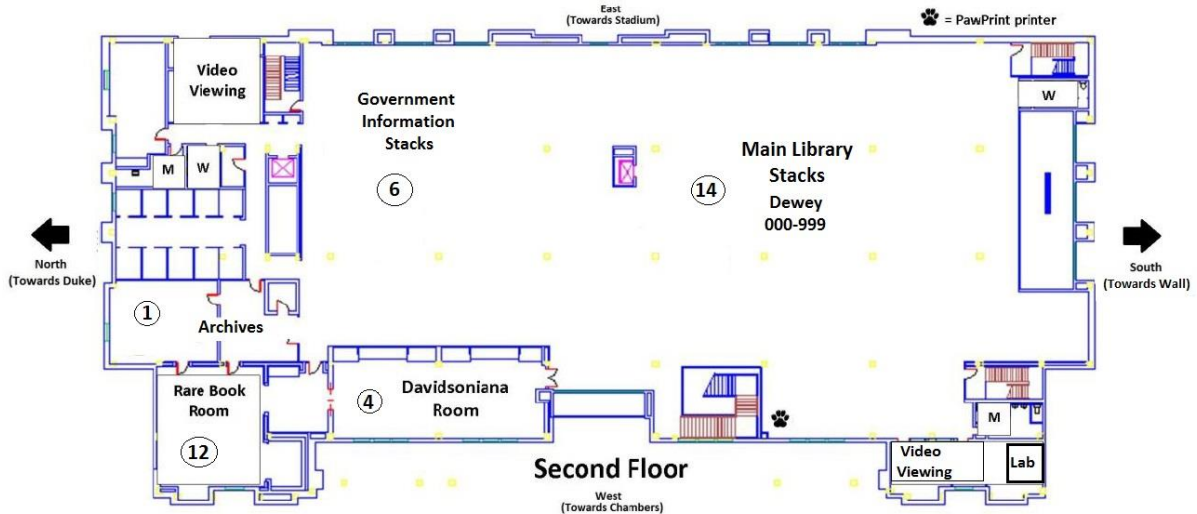 East
(Towards Stadium)
= PawPrint printer
Video
Viewing
W
Government
Information
Stacks
Main Library
Stacks
Dewey
000-999
M
W
6
14
North
(Towards Duke)
South
(Towards Wall)
1
Archives
Rare Book
Room
12
4
Davidsoniana
Room
M
Video
Viewing
Lab
Second Floor
West
(Towards Chambers)